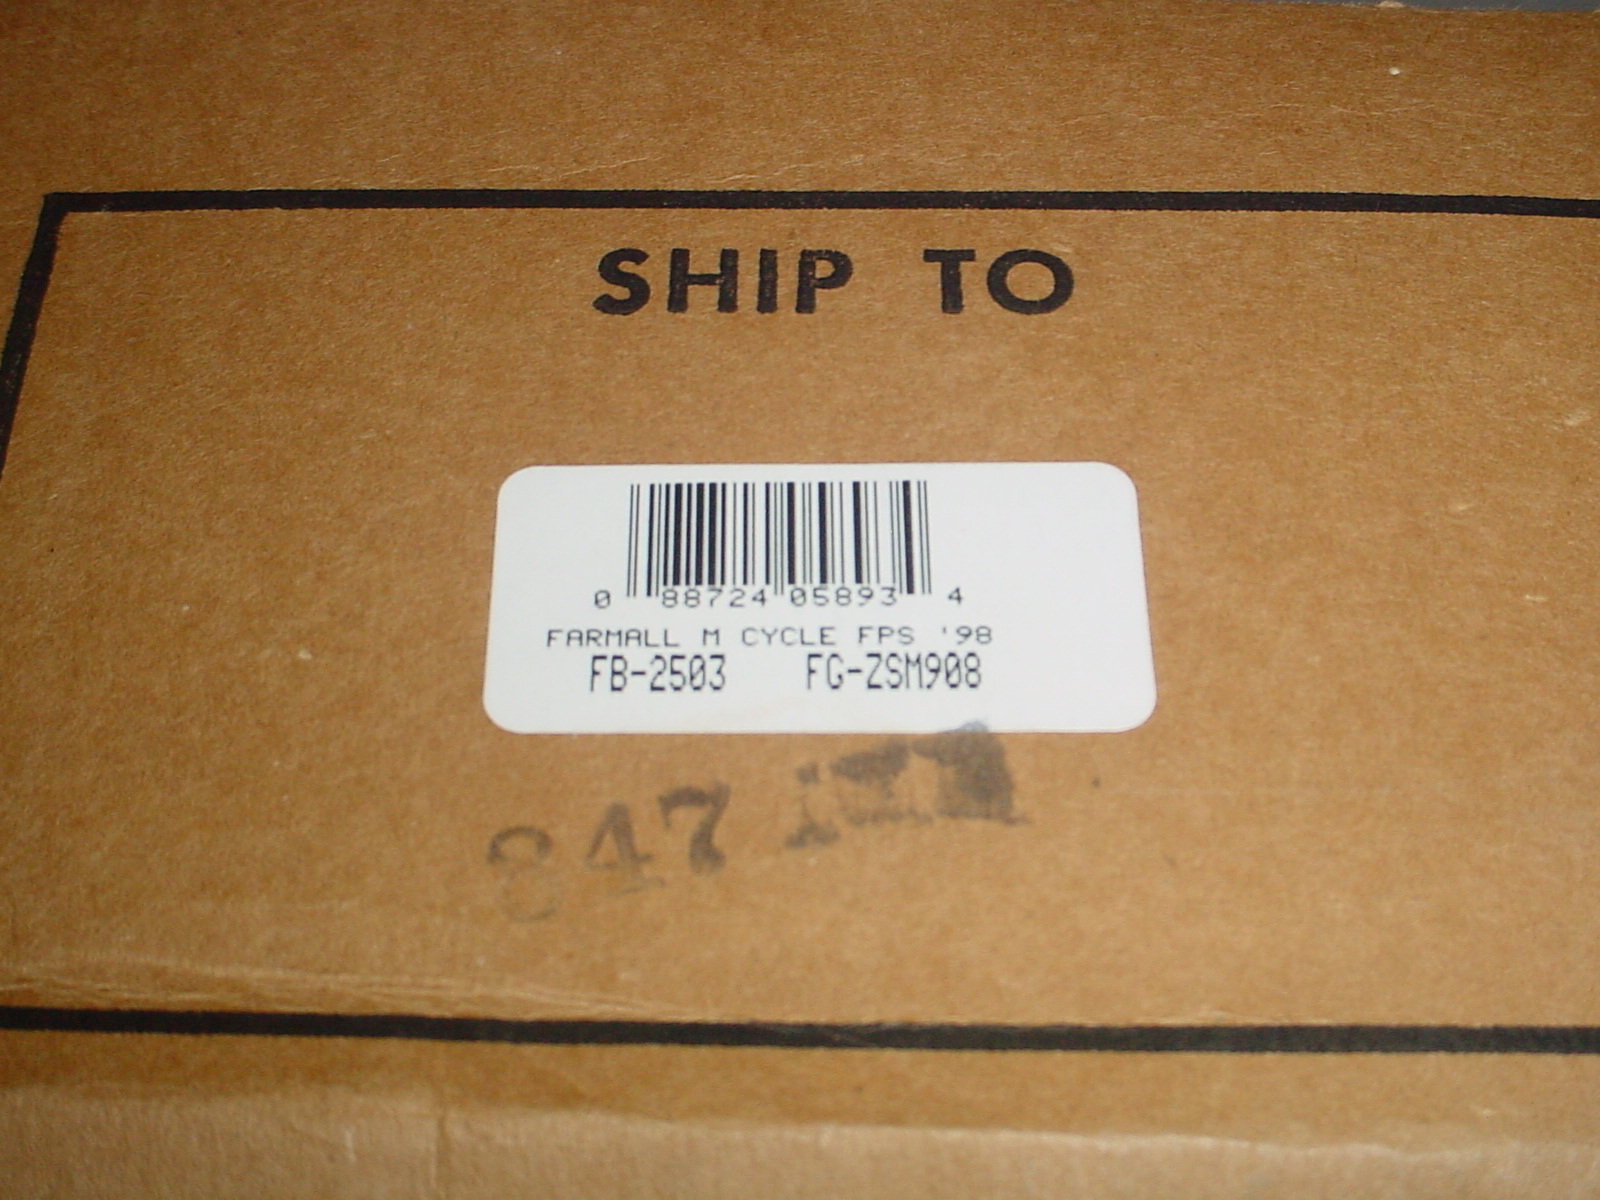 SHIP TO
0 88724 05893 4
FARMALL M CYCLE FPS '98
FB-2503 FG-ZSM908
847